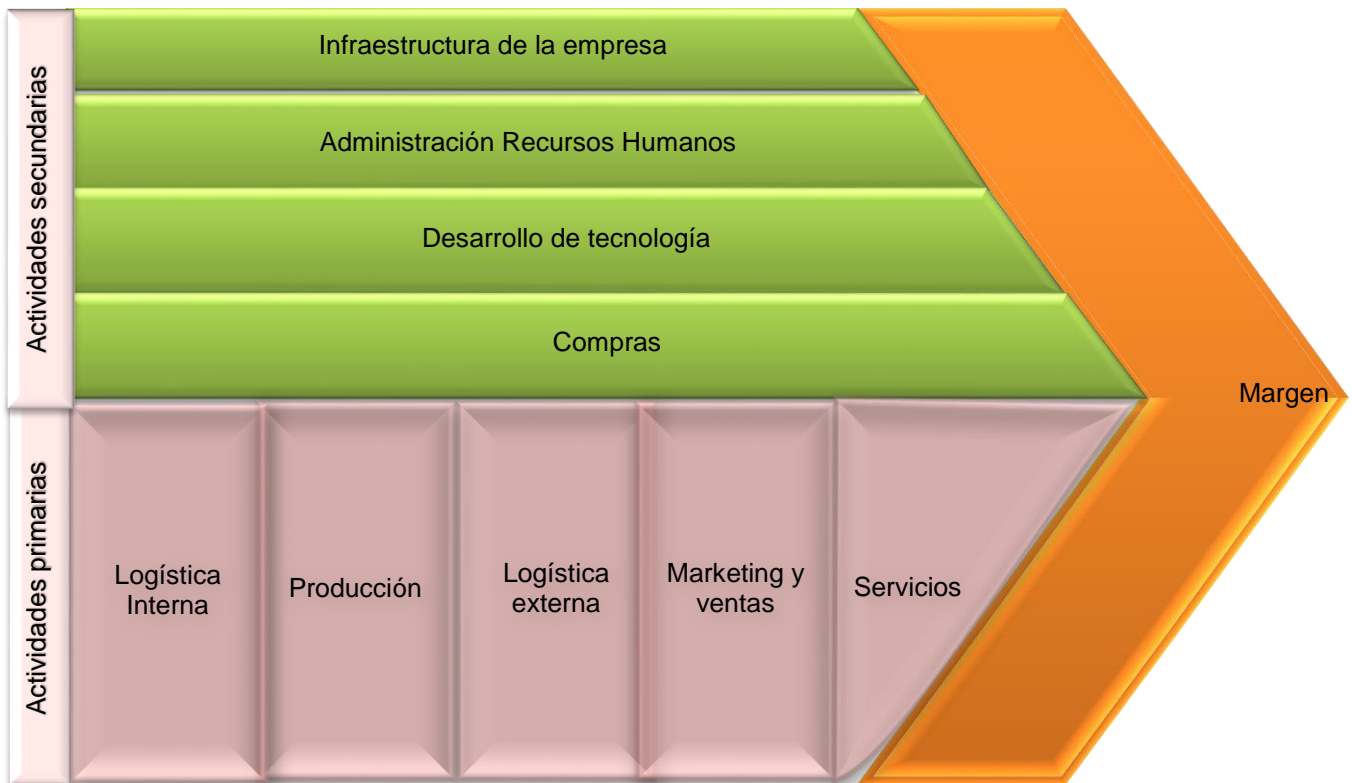 Actividades secundarias
Infraestructura de la empresa
Administración Recursos Humanos
Desarrollo de tecnología
Compras
Margen
Actividades primarias
Logística
Interna
Producción
Logística
externa
Marketing y
ventas
Servicios